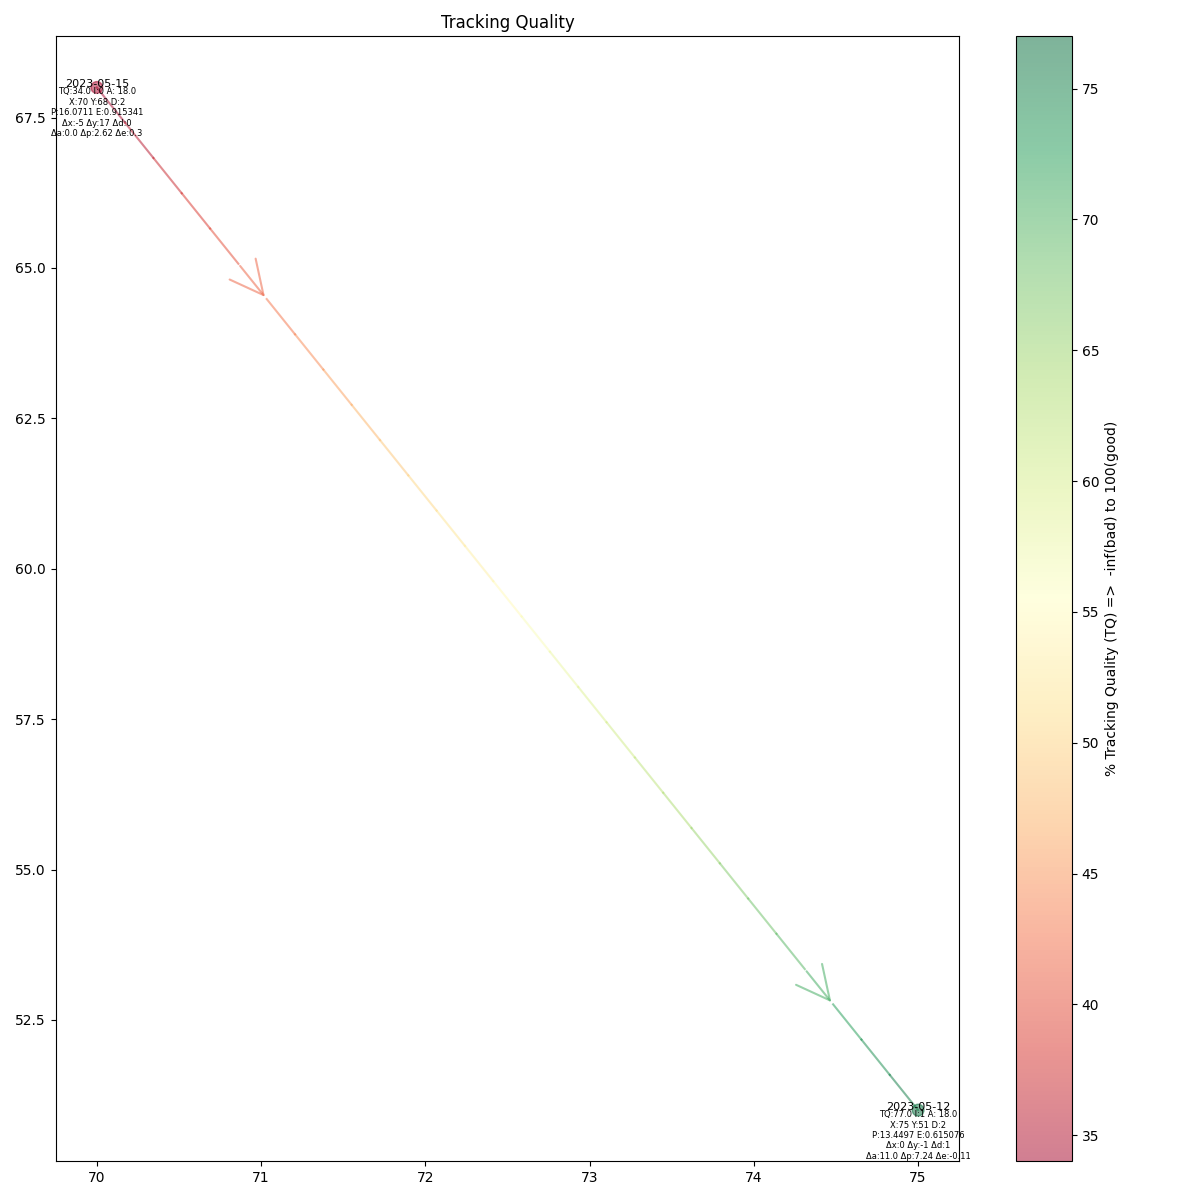 Tracking Quality
2023-05-15
TQ:34.0 I:0 A: 18.0
X:70 Y:68 D:2
P:16.0711 E:0.915341
Δx:-5 Δy:17 Δd:0
Δa:0.0 Δp:2.62 Δe:0.3
67.5
65.0
62.5
60.0
57.5
55.0
52.5
2023-05-12
TQ:77.0 I:1 A: 18.0
X:75 Y:51 D:2
P:13.4497 E:0.615076
Δx:0 Δy:-1 Δd:1
Δa:11.0 Δp:7.24 Δe:-0.11
70 71 72 73 74 75
75
70
65
60
55
50
45
40
35
% Tracking Quality (TQ) => -inf(bad) to 100(good)